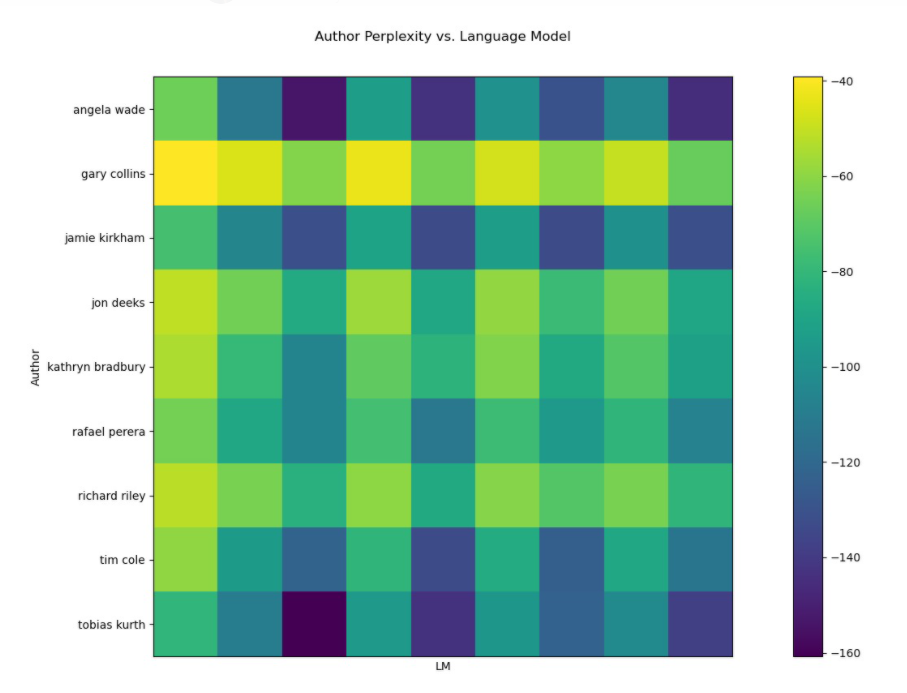 Author Perplexity vs. Language Model
angela wade
gary collins
jamie kirkham
jon deeks
kathryn bradbury
rafael perera
richard riley
tim cole
tobias kurth
Author
LM
−40
−60
−80
−100
−120
−140
−160